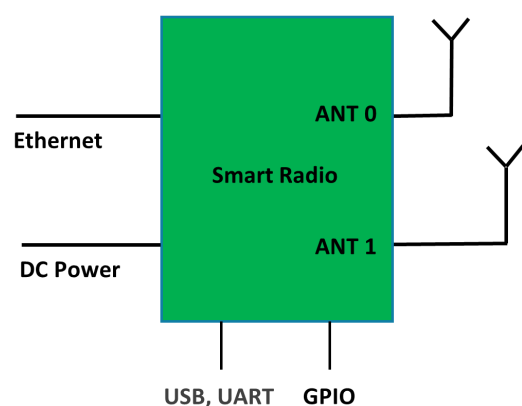 ANT 0
Ethernet
Smart Radio
ANT 1
DC Power
USB, UART
GPIO